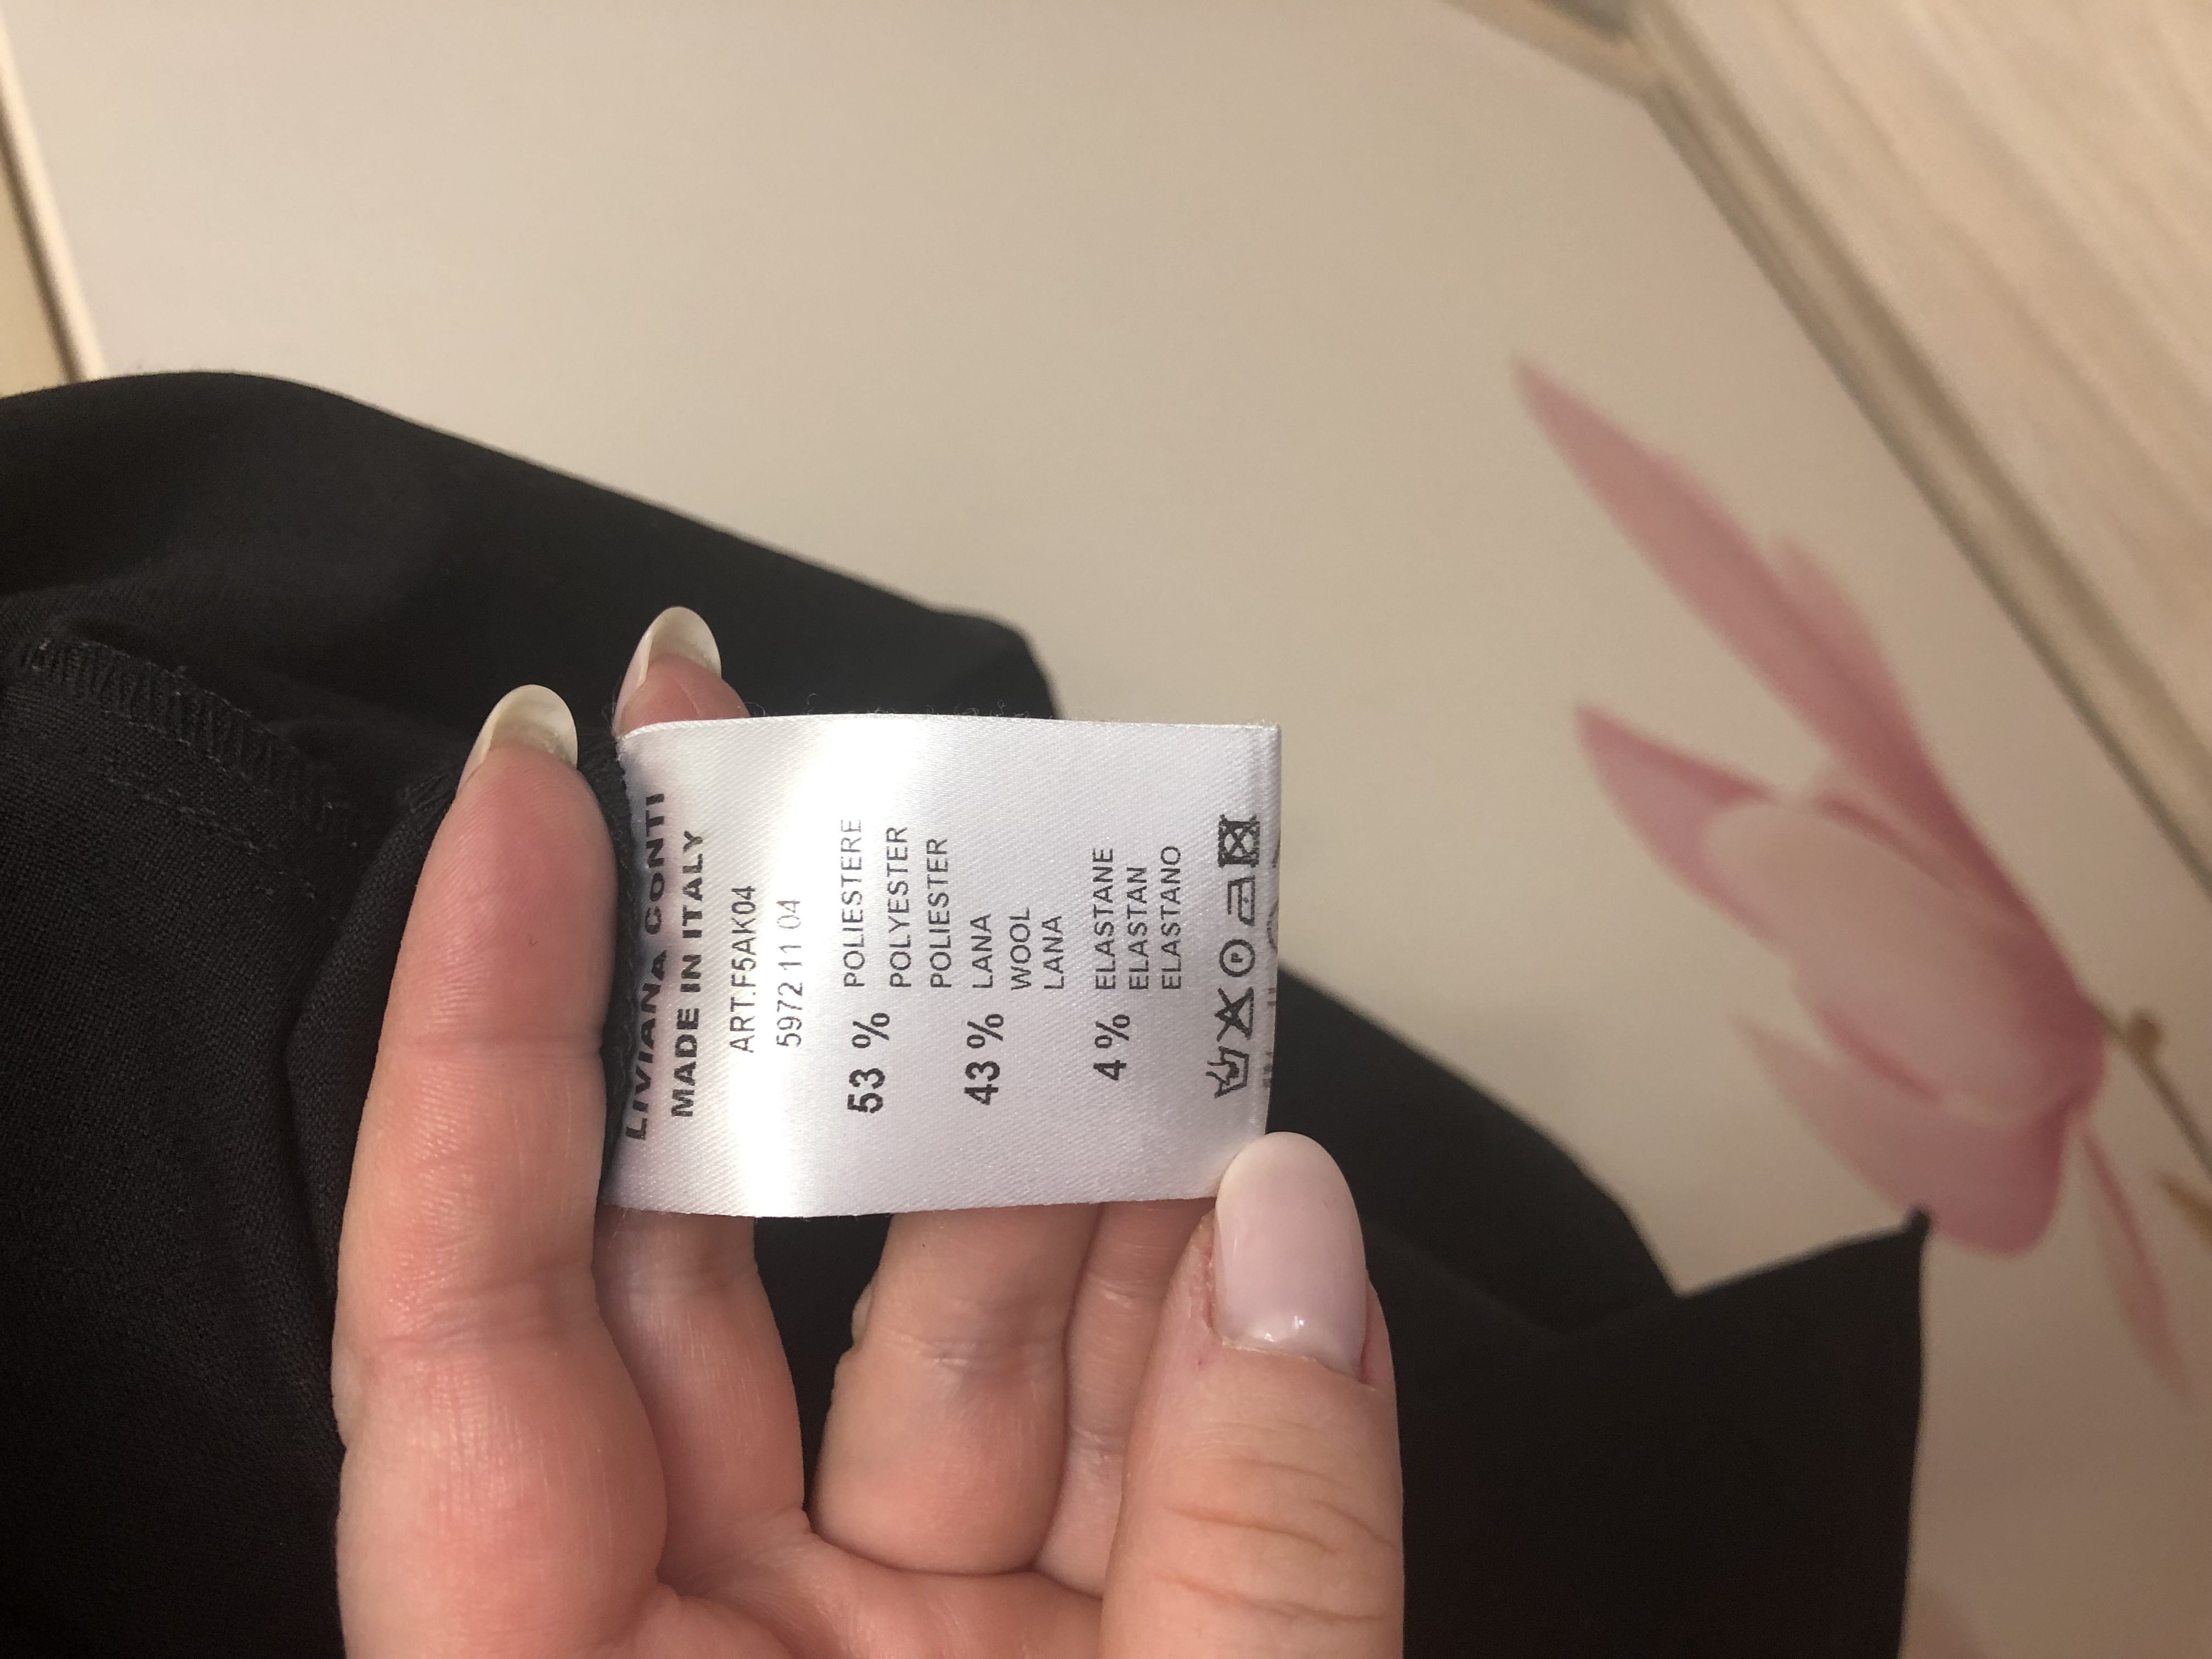 LIVIANA CONTI
MADE IN ITALY
ART.F5AK04
5972 11 04
53 % POLIESTERE
POLYESTER
POLIESTER
43 % LANA
WOOL
LANA
4 % ELASTANE
ELASTAN
ELASTANO